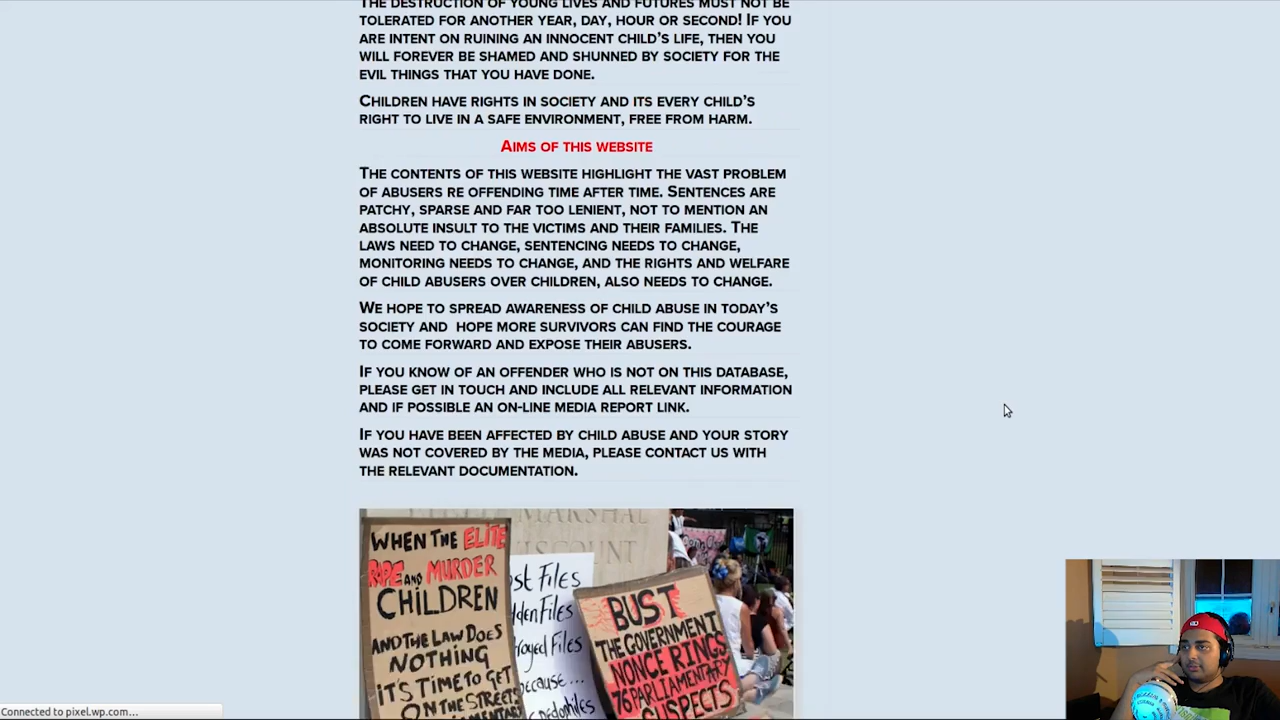 THE DESTRUCTION OF YOUNG LIVES AND FUTURES MUST NOT BE
TOLERATED FOR ANOTHER YEAR, DAY, HOUR OR SECOND! IF YOU
ARE INTENT ON RUINING AN INNOCENT CHILD'S LIFE, THEN YOU
WILL FOREVER BE SHAMED AND SHUNNED BY SOCIETY FOR THE
EVIL THINGS THAT YOU HAVE DONE.
CHILDREN HAVE RIGHTS IN SOCIETY AND ITS EVERY CHILD'S
RIGHT TO LIVE IN A SAFE ENVIRONMENT, FREE FROM HARM.
AIMS OF THIS WEBSITE
THE CONTENTS OF THIS WEBSITE HIGHLIGHT THE VAST PROBLEM
OF ABUSERS RE OFFENDING TIME AFTER TIME. SENTENCES ARE
PATCHY, SPARSE AND FAR TOO LENIENT, NOT TO MENTION AN
ABSOLUTE INSULT TO THE VICTIMS AND THEIR FAMILIES. THE
LAWS NEED TO CHANGE, SENTENCING NEEDS TO CHANGE,
MONITORING NEEDS TO CHANGE, AND THE RIGHTS AND WELFARE
OF CHILD ABUSERS OVER CHILDREN, ALSO NEEDS TO CHANGE.
WE HOPE TO SPREAD AWARENESS OF CHILD ABUSE IN TODAY'S
SOCIETY AND HOPE MORE SURVIVORS CAN FIND THE COURAGE
TO COME FORWARD AND EXPOSE THEIR ABUSERS.
IF YOU KNOW OF AN OFFENDER WHO IS NOT ON THIS DATABASE,
PLEASE GET IN TOUCH AND INCLUDE ALL RELEVANT INFORMATION
AND IF POSSIBLE AN ON-LINE MEDIA REPORT LINK.
IF YOU HAVE BEEN AFFECTED BY CHILD ABUSE AND YOUR STORY
WAS NOT COVERED BY THE MEDIA, PLEASE CONTACT US WITH
THE RELEVANT DOCUMENTATION.
WHEN THE ELITE
RAPE AND MURDER
CHILDREN
AND THE LAW DOES
NOTHING
IT'S TIME TO GET
ON THE STREETS
Files
Files
Files
because...
BUST
THE GOVERNMENT
NONCE RINGS
76 PARLIAMENTARY
SUSPECTS
Connected to pixel.wp.com...